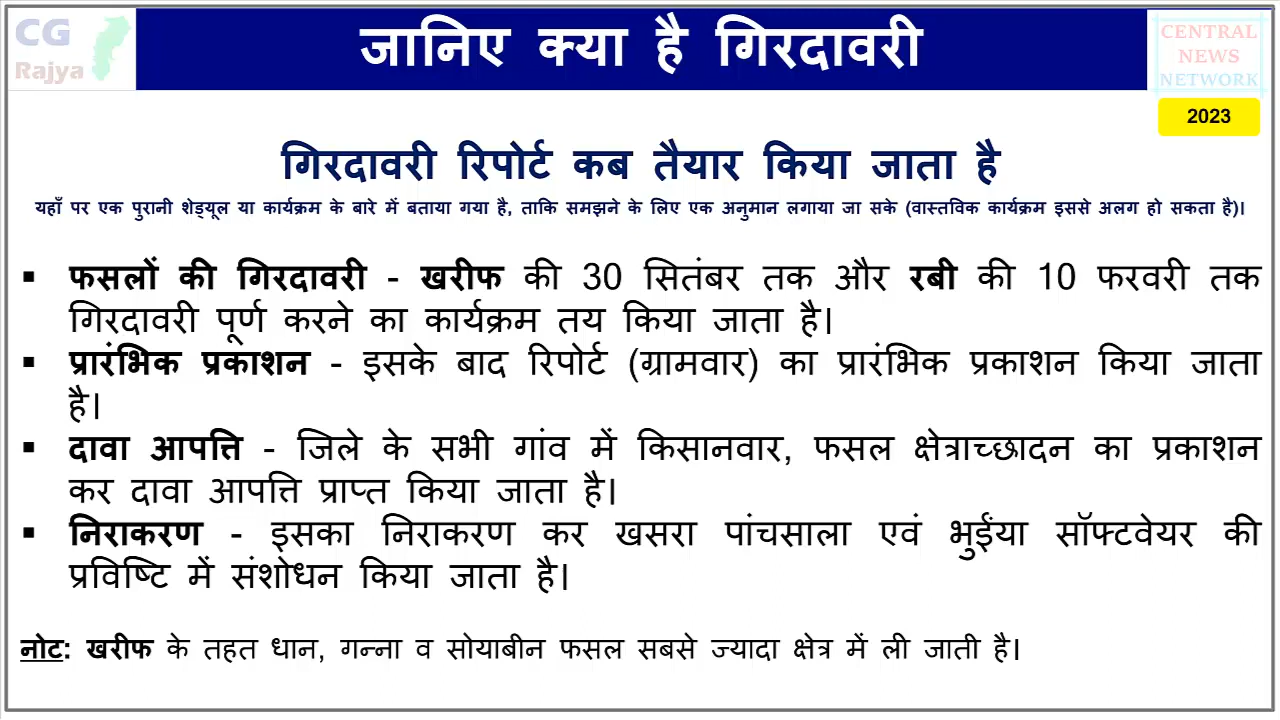 CG
Rajya
जानिए क्या है गिरदावरी
CENTRAL
NEWS
NETWORK
2023
गिरदावरी रिपोर्ट कब तैयार किया जाता है
यहाँ पर एक पुरानी शेड्यूल या कार्यक्रम के बारे में बताया गया है, ताकि समझने के लिए एक अनुमान लगाया जा सके (वास्तविक कार्यक्रम इससे अलग हो सकता है)।
▪ फसलों की गिरदावरी - खरीफ की 30 सितंबर तक और रबी की 10 फरवरी तक
गिरदावरी पूर्ण करने का कार्यक्रम तय किया जाता है।
▪ प्रारंभिक प्रकाशन - इसके बाद रिपोर्ट (ग्रामवार) का प्रारंभिक प्रकाशन किया जाता
है।
▪ दावा आपत्ति - जिले के सभी गांव में किसानवार, फसल क्षेत्राच्छादन का प्रकाशन
कर दावा आपत्ति प्राप्त किया जाता है।
▪ निराकरण - इसका निराकरण कर खसरा पांचसाला एवं भुईंया सॉफ्टवेयर की
प्रविष्टि में संशोधन किया जाता है।
नोट: खरीफ के तहत धान, गन्ना व सोयाबीन फसल सबसे ज्यादा क्षेत्र में ली जाती है।